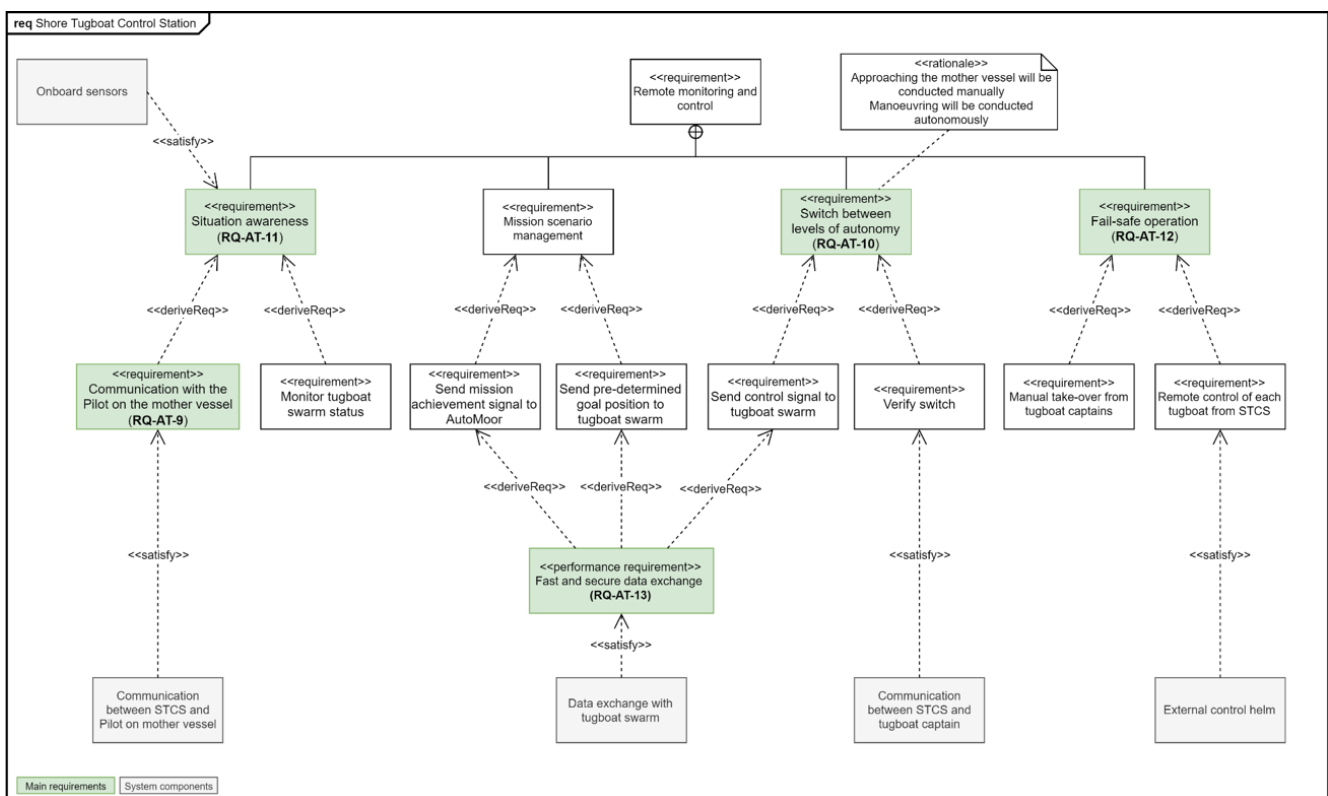 req Shore Tugboat Control Station
Onboard sensors
<<satisfy>>
<<requirement>>
Remote monitoring and
control
<<rationale>>
Approaching the mother vessel will be
conducted manually
Manoeuvring will be conducted
autonomously
<<requirement>>
Situation awareness
(RQ-AT-11)
<<requirement>>
Mission scenario
management
<<requirement>>
Switch between
levels of autonomy
(RQ-AT-10)
<<requirement>>
Fail-safe operation
(RQ-AT-12)
<<deriveReq>>
<<deriveReq>>
<<deriveReq>>
<<deriveReq>>
<<deriveReq>>
<<deriveReq>>
<<deriveReq>>
<<deriveReq>>
<<requirement>>
Communication with the
Pilot on the mother vessel
(RQ-AT-9)
<<requirement>>
Monitor tugboat
swarm status
<<requirement>>
Send mission
achievement signal to
AutoMoor
<<requirement>>
Send pre-determined
goal position to
tugboat swarm
<<requirement>>
Send control signal to
tugboat swarm
<<requirement>>
Verify switch
<<requirement>>
Manual take-over from
tugboat captains
<<requirement>>
Remote control of each
tugboat from STCS
<<deriveReq>>
<<deriveReq>>
<<deriveReq>>
<<satisfy>>
<<performance requirement>>
Fast and secure data exchange
(RQ-AT-13)
<<satisfy>>
<<satisfy>>
<<satisfy>>
Communication
between STCS and
Pilot on mother vessel
Data exchange with
tugboat swarm
Communication
between STCS and
tugboat captain
External control helm
Main requirements
System components